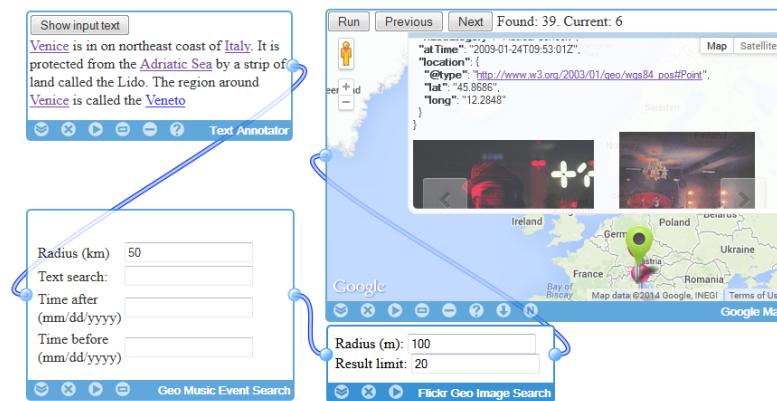 Show input text
Venice is in on northeast coast of Italy. It is
protected from the Adriatic Sea by a strip of
land called the Lido. The region around
Venice is called the Veneto
Text Annotator
Run Previous Next Found: 39. Current: 6
"atTime": "2009-01-24T09:53:01Z",
"location": {
"@type": "http://www.w3.org/2003/01/geo/wgs84_pos#Point",
"lat": "45.8686",
"long": "12.2848"
}
}
Map Satellite
Sweden
Ireland
Poland
Belarus
Germ
Ukraine
Austria
France
Romania
Bay of
Biscay
Google
Map data ©2014 Google, INEGI Terms of Us
Google Ma
Radius (km) 50
Text search:
Time after
(mm/dd/yyyy)
Time before
(mm/dd/yyyy)
Geo Music Event Search
Radius (m): 100
Result limit: 20
Flickr Geo Image Search